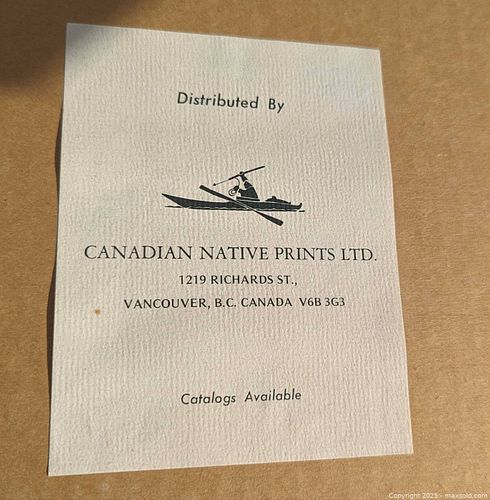 Distributed By
CANADIAN NATIVE PRINTS LTD.
1219 RICHARDS ST.,
VANCOUVER, B.C. CANADA V6B 3G3
Catalogs Available
Copyright 2025 - maxsold.com